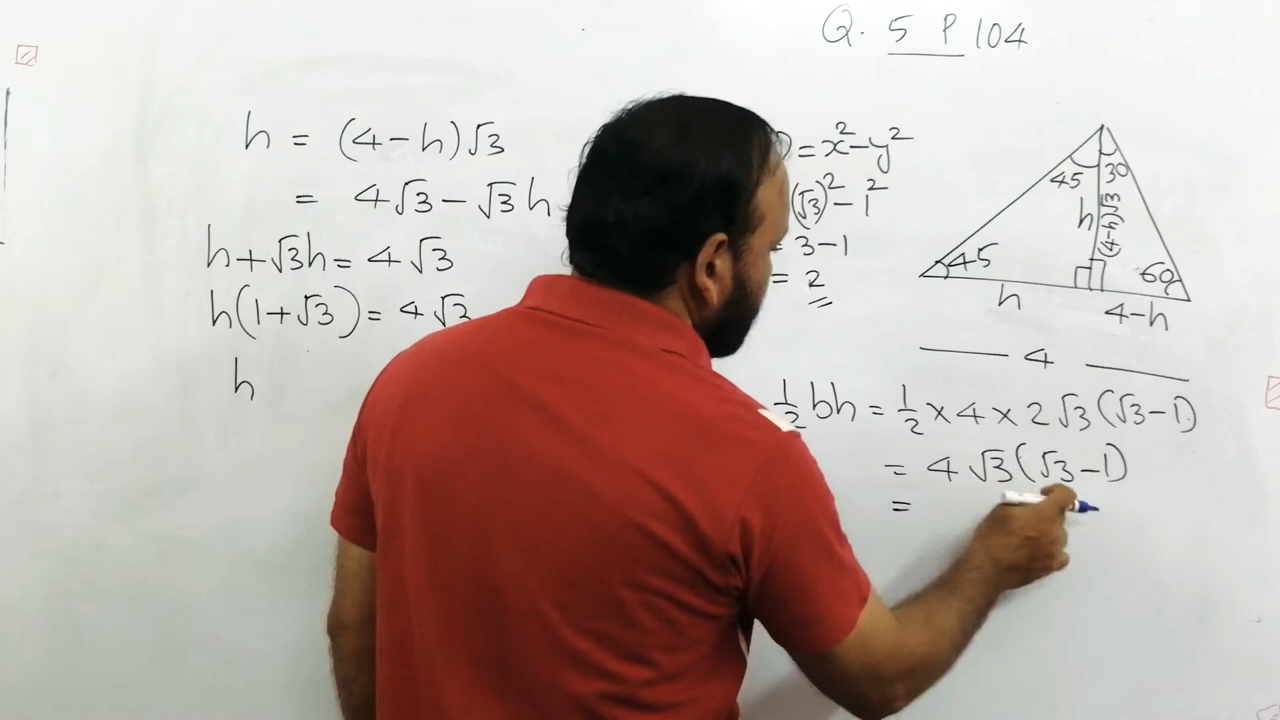 Q. 5 P 104
h = (4-h)√3
= 4√3 - √3 h
h+√3h = 4√3
h(1+√3) = 4√3
h
= x²-y²
(√3)² - 1²
= 3-1
= 2
45 30
h (4-h)√3
45 60
h 4-h
4
½ bh = ½ × 4 × 2√3(√3-1)
= 4√3(√3-1)
=